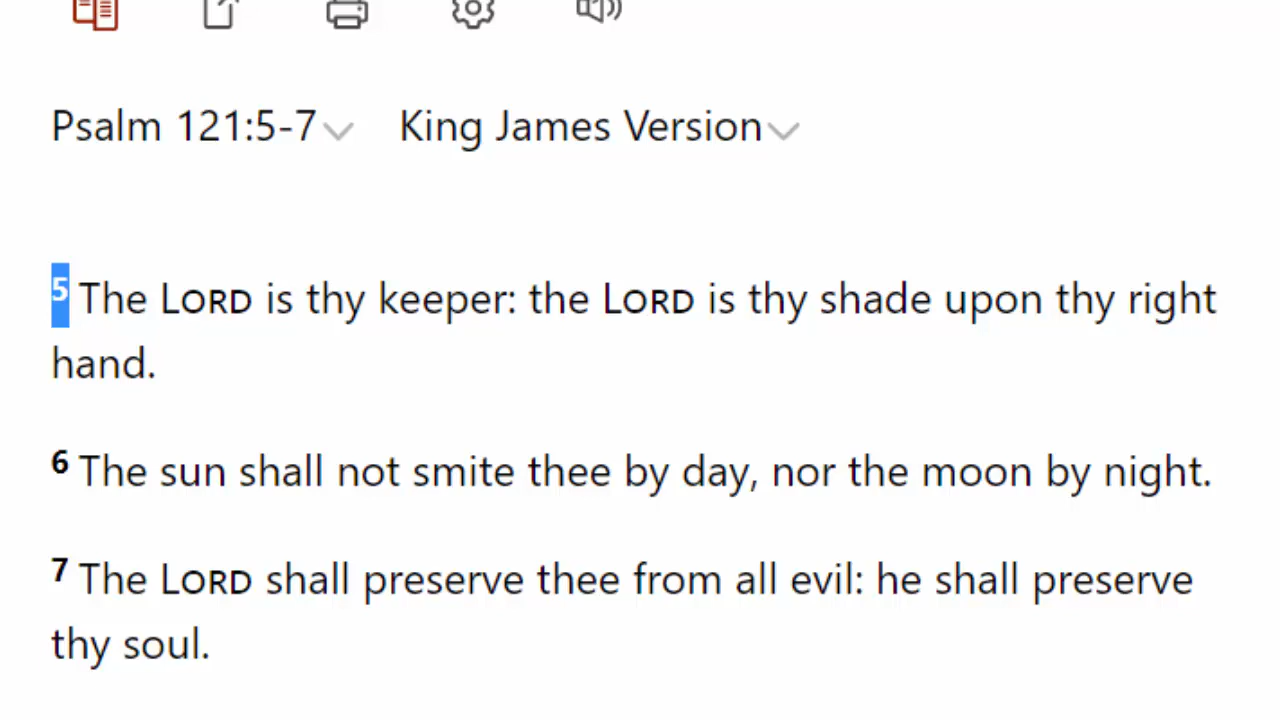 Psalm 121:5-7 King James Version
5 The LORD is thy keeper: the LORD is thy shade upon thy right
hand.
6 The sun shall not smite thee by day, nor the moon by night.
7 The LORD shall preserve thee from all evil: he shall preserve
thy soul.